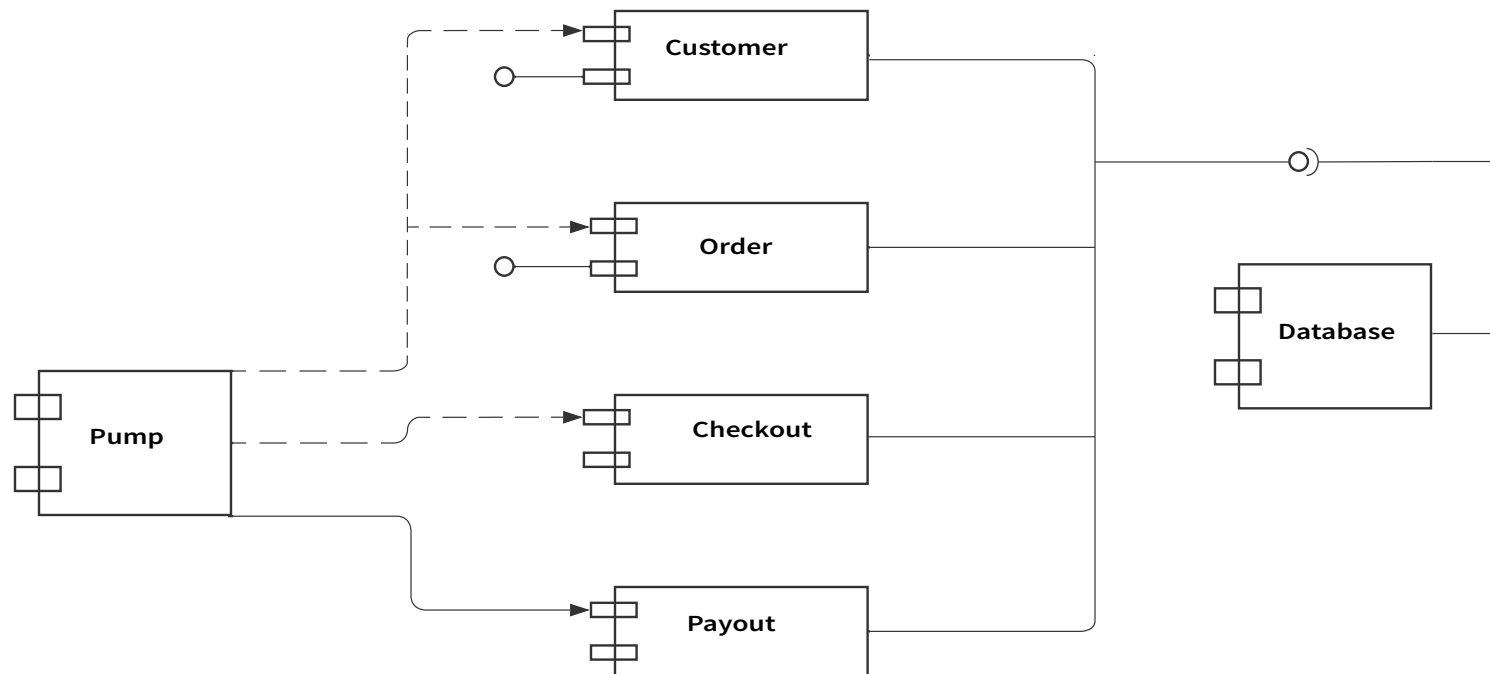 Customer
Order
Database
Pump
Checkout
Payout